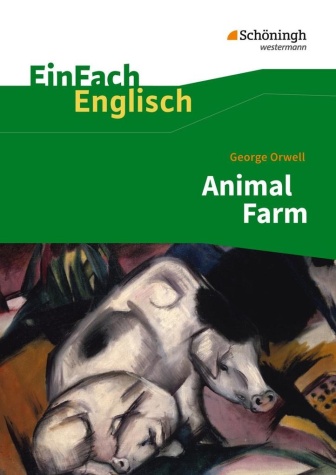 Schöningh
westermann
EinFach
Englisch
George Orwell
Animal
Farm